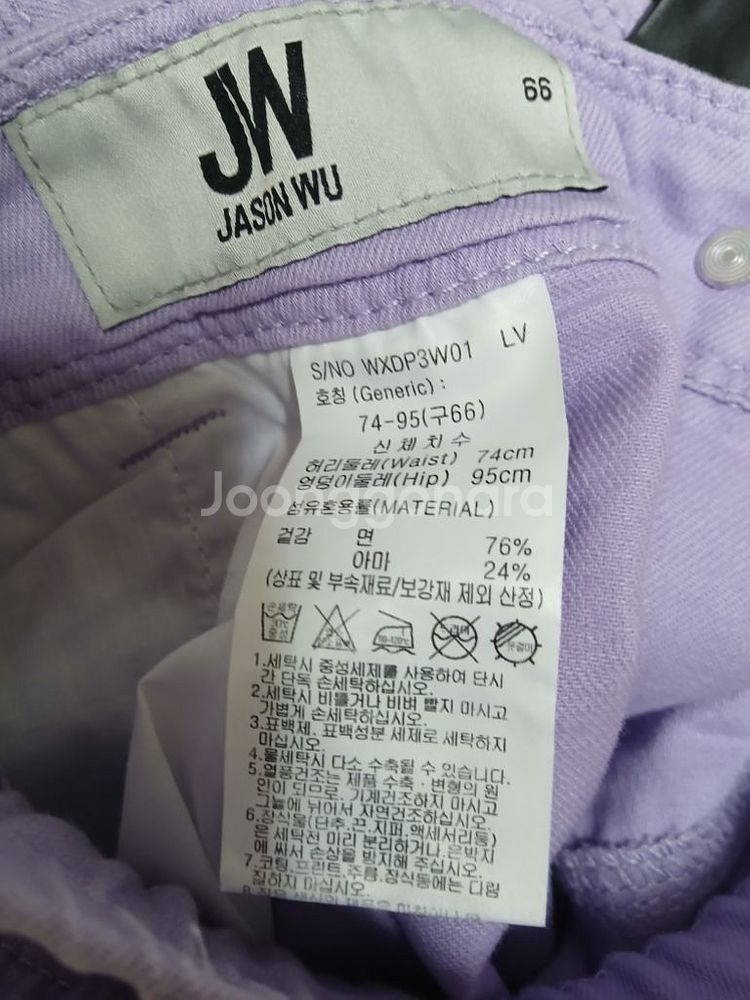 JW
JASON WU
66
S/NO WXDP3W01 LV
호칭 (Generic) :
74-95(구66)
신 체 치 수
허리둘레(Waist) 74cm
엉덩이둘레(Hip) 95cm
Joonggonara
섬유혼용률(MATERIAL)
겉감 면 76%
아마 24%
(상표 및 부속재료/보강재 제외 산정)
손세탁
30℃
중성
옷걸이
1.세탁시 중성세제를 사용하여 단시
간 단독 손세탁하십시오.
2.세탁시 비틀거나 비벼 빨지 마시고
가볍게 손세탁하십시오.
3.표백제. 표백성분 세제로 세탁하지
마십시오.
4.물세탁시 다소 수축될 수 있습니다.
5.열풍건조는 제품 수축·변형의 원
인이 되므로, 기계건조하지 마시고
그늘에 뉘어서 자연건조하십시오.
6.장식물(단추.끈.지퍼.액세서리등)
은 세탁전 미리 분리하거나, 은박지
에 싸서 손상을 방지해 주십시오.
7.코팅.프린트.주름.장식등에는 다림
질하지 마십시오.